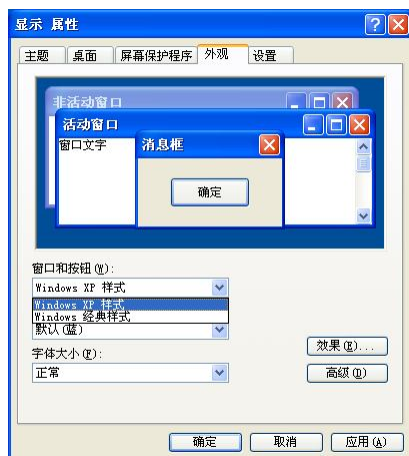 显示 属性
主题 桌面 屏幕保护程序 外观 设置
非活动窗口
活动窗口
窗口文字 消息框
确定
窗口和按钮(W):
Windows XP 样式
Windows XP 样式
Windows 经典样式
默认(蓝)
效果(E)...
字体大小(F):
正常 高级(D)
确定 取消 应用(A)